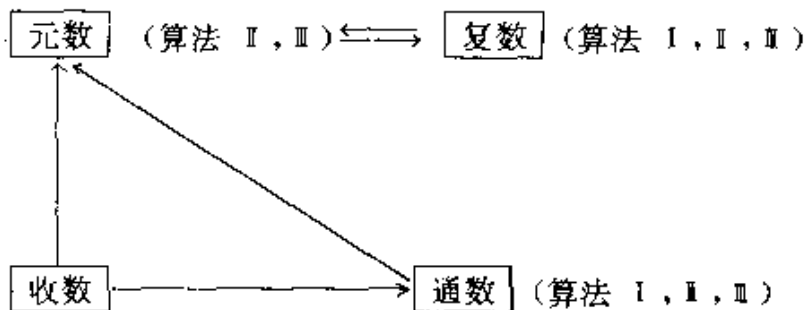 元数 (算法 Ⅱ,Ⅲ) 复数 (算法 Ⅰ,Ⅱ,Ⅲ)
收数 通数 (算法 Ⅰ,Ⅱ,Ⅲ)